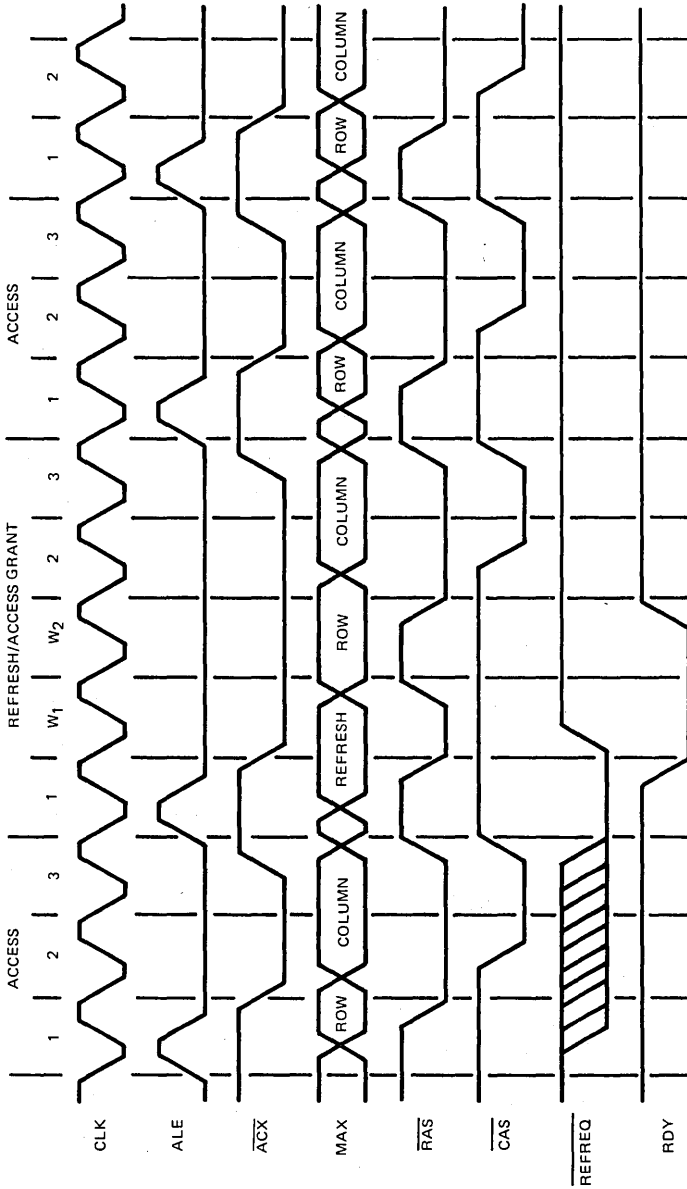 ACCESS
REFRESH/ACCESS GRANT
ACCESS
1
2
3
1
W1
W2
2
3
1
2
3
1
2
CLK
ALE
ACX
MAX
ROW
COLUMN
REFRESH
ROW
COLUMN
ROW
COLUMN
ROW
COLUMN
RAS
CAS
REFREQ
RDY